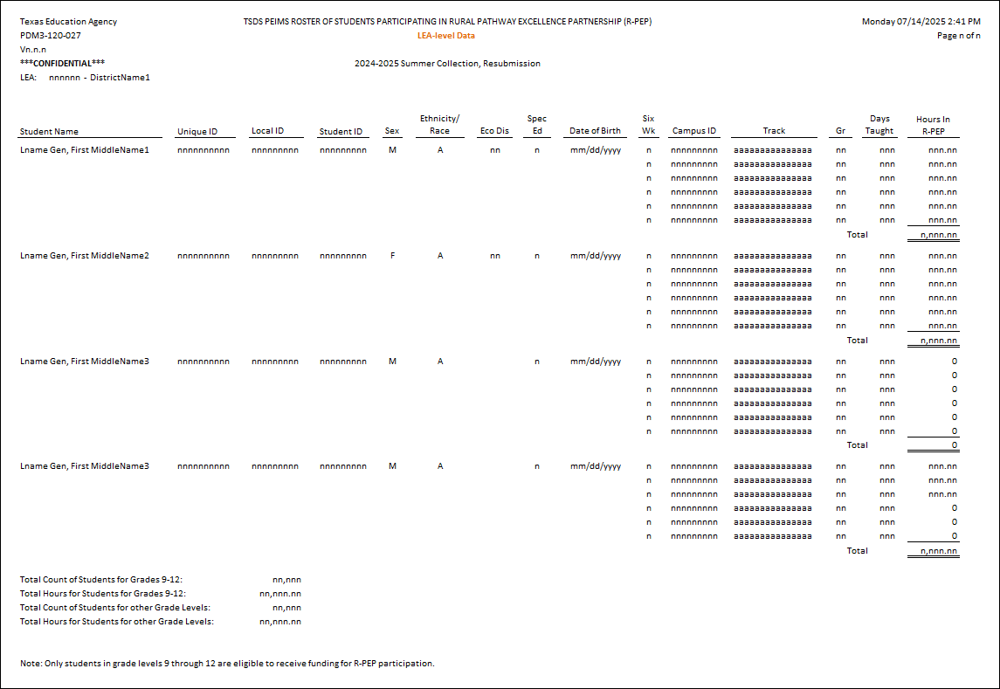 Texas Education Agency TSDS PEIMS ROSTER OF STUDENTS PARTICIPATING IN RURAL PATHWAY EXCELLENCE PARTNERSHIP (R-PEP) Monday 07/14/2025 2:41 PM
PDM3-120-027 LEA-level Data Page n of n
Vn.n.n
***CONFIDENTIAL*** 2024-2025 Summer Collection, Resubmission
LEA: nnnnnn - DistrictName1
Ethnicity/ Spec Six Days Hours In
Student Name Unique ID Local ID Student ID Sex Race Eco Dis Ed Date of Birth Wk Campus ID Track Gr Taught R-PEP
Lname Gen, First MiddleName1 nnnnnnnnnn nnnnnnnnn nnnnnnnnn M A nn n mm/dd/yyyy n nnnnnnnnn aaaaaaaaaaaaaaa nn nnn nnn.nn
n nnnnnnnnn aaaaaaaaaaaaaaa nn nnn nnn.nn
n nnnnnnnnn aaaaaaaaaaaaaaa nn nnn nnn.nn
n nnnnnnnnn aaaaaaaaaaaaaaa nn nnn nnn.nn
n nnnnnnnnn aaaaaaaaaaaaaaa nn nnn nnn.nn
n nnnnnnnnn aaaaaaaaaaaaaaa nn nnn nnn.nn
Total n,nnn.nn
Lname Gen, First MiddleName2 nnnnnnnnnn nnnnnnnnn nnnnnnnnn F A nn n mm/dd/yyyy n nnnnnnnnn aaaaaaaaaaaaaaa nn nnn nnn.nn
n nnnnnnnnn aaaaaaaaaaaaaaa nn nnn nnn.nn
n nnnnnnnnn aaaaaaaaaaaaaaa nn nnn nnn.nn
n nnnnnnnnn aaaaaaaaaaaaaaa nn nnn nnn.nn
n nnnnnnnnn aaaaaaaaaaaaaaa nn nnn nnn.nn
n nnnnnnnnn aaaaaaaaaaaaaaa nn nnn nnn.nn
Total n,nnn.nn
Lname Gen, First MiddleName3 nnnnnnnnnn nnnnnnnnn nnnnnnnnn M A n mm/dd/yyyy n nnnnnnnnn aaaaaaaaaaaaaaa nn nnn 0
n nnnnnnnnn aaaaaaaaaaaaaaa nn nnn 0
n nnnnnnnnn aaaaaaaaaaaaaaa nn nnn 0
n nnnnnnnnn aaaaaaaaaaaaaaa nn nnn 0
n nnnnnnnnn aaaaaaaaaaaaaaa nn nnn 0
n nnnnnnnnn aaaaaaaaaaaaaaa nn nnn 0
Total 0
Lname Gen, First MiddleName3 nnnnnnnnnn nnnnnnnnn nnnnnnnnn M A n mm/dd/yyyy n nnnnnnnnn aaaaaaaaaaaaaaa nn nnn nnn.nn
n nnnnnnnnn aaaaaaaaaaaaaaa nn nnn nnn.nn
n nnnnnnnnn aaaaaaaaaaaaaaa nn nnn nnn.nn
n nnnnnnnnn aaaaaaaaaaaaaaa nn nnn 0
n nnnnnnnnn aaaaaaaaaaaaaaa nn nnn 0
n nnnnnnnnn aaaaaaaaaaaaaaa nn nnn 0
Total n,nnn.nn
Total Count of Students for Grades 9-12: nn,nnn
Total Hours for Students for Grades 9-12: nn,nnn.nn
Total Count of Students for other Grade Levels: nn,nnn
Total Hours for Students for other Grade Levels: nn,nnn.nn
Note: Only students in grade levels 9 through 12 are eligible to receive funding for R-PEP participation.